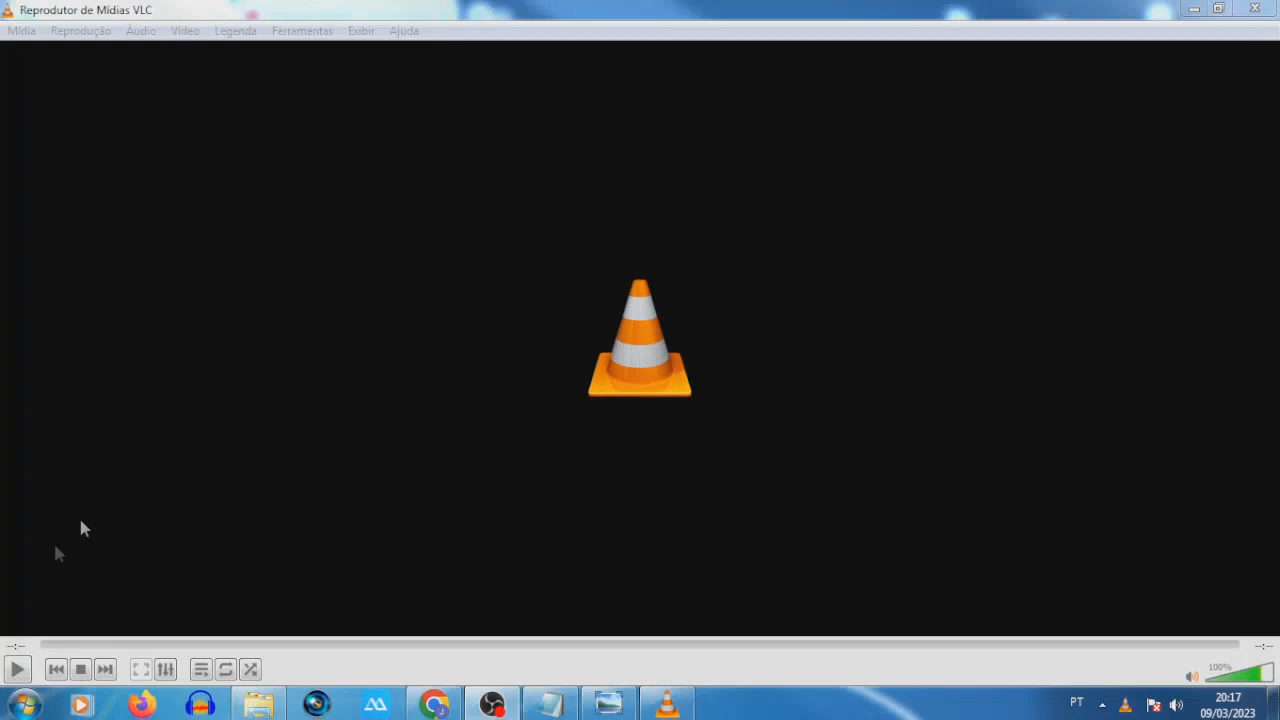 Reprodutor de Mídias VLC
Mídia Reprodução Áudio Vídeo Legenda Ferramentas Exibir Ajuda
--:-- --:--
100%
PT
20:17
09/03/2023